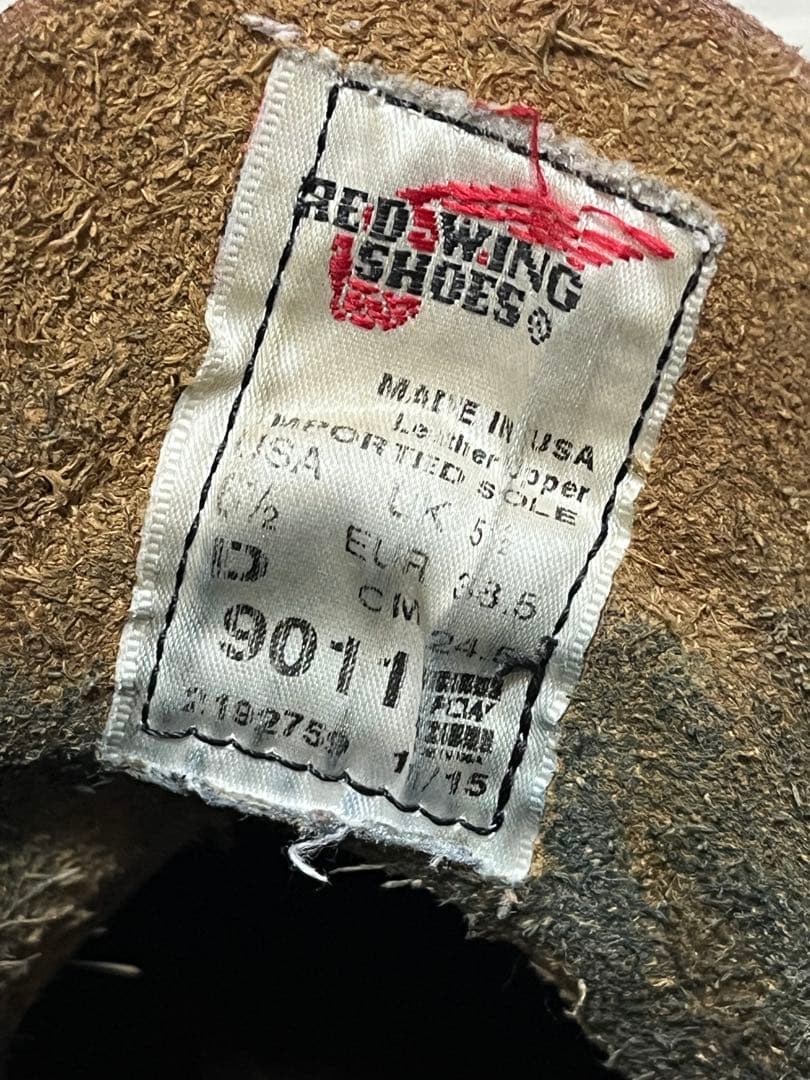 RED WING
SHOES®
MADE IN USA
Leather Upper
IMPORTED SOLE
USA UK 5½
6½ EUR 38.5
D CM 24.5
9011
/15